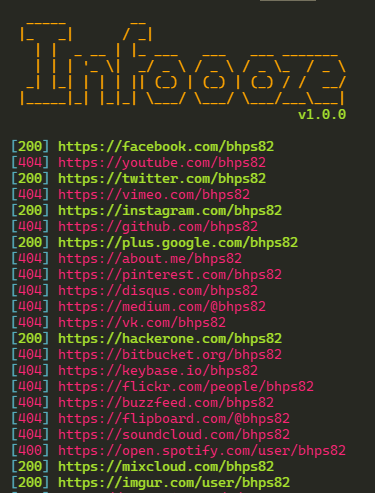 Infoooze
v1.0.0
[200] https://facebook.com/bhps82
[404] https://youtube.com/bhps82
[200] https://twitter.com/bhps82
[404] https://vimeo.com/bhps82
[200] https://instagram.com/bhps82
[404] https://github.com/bhps82
[200] https://plus.google.com/bhps82
[404] https://about.me/bhps82
[404] https://pinterest.com/bhps82
[404] https://disqus.com/bhps82
[404] https://medium.com/@bhps82
[404] https://vk.com/bhps82
[200] https://hackerone.com/bhps82
[404] https://bitbucket.org/bhps82
[404] https://keybase.io/bhps82
[404] https://flickr.com/people/bhps82
[404] https://buzzfeed.com/bhps82
[404] https://flipboard.com/@bhps82
[404] https://soundcloud.com/bhps82
[400] https://open.spotify.com/user/bhps82
[200] https://mixcloud.com/bhps82
[200] https://imgur.com/user/bhps82